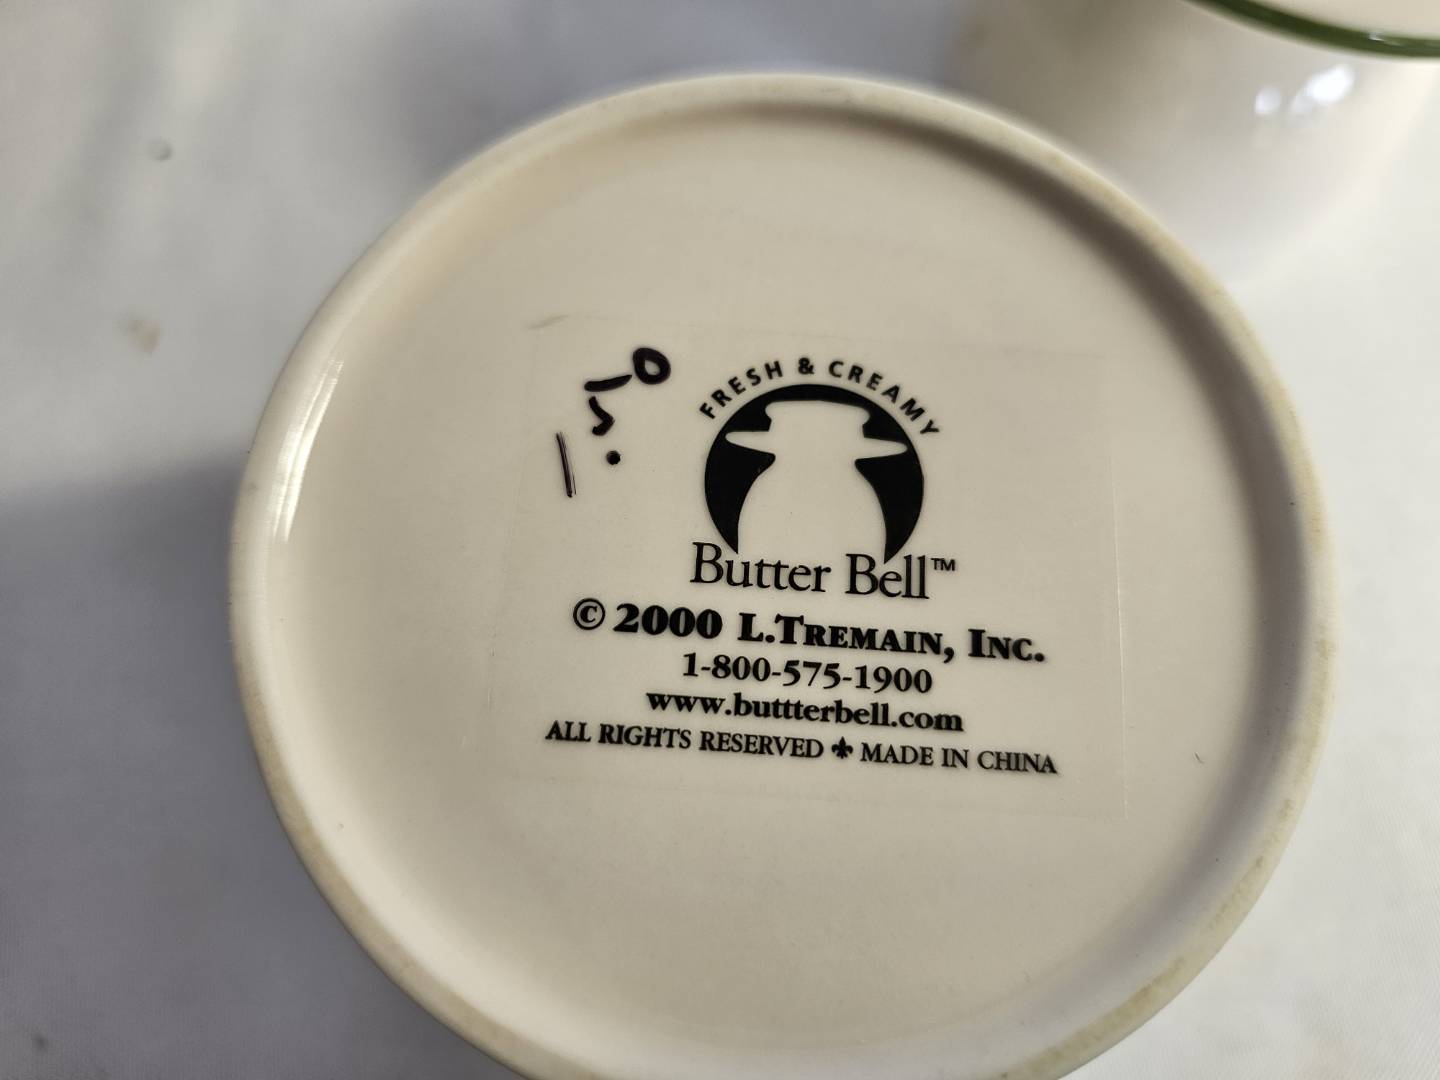 FRESH & CREAMY
Butter Bell™
© 2000 L.TREMAIN, INC.
1-800-575-1900
www.buttterbell.com
ALL RIGHTS RESERVED ⚜ MADE IN CHINA